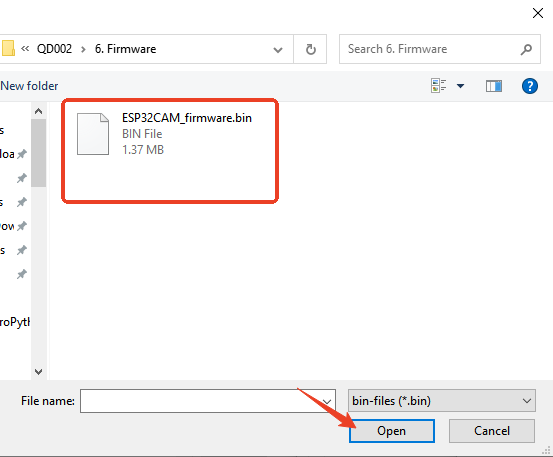 « QD002 › 6. Firmware
Search 6. Firmware
New folder
ESP32CAM_firmware.bin
BIN File
1.37 MB
File name:
bin-files (*.bin)
Open
Cancel